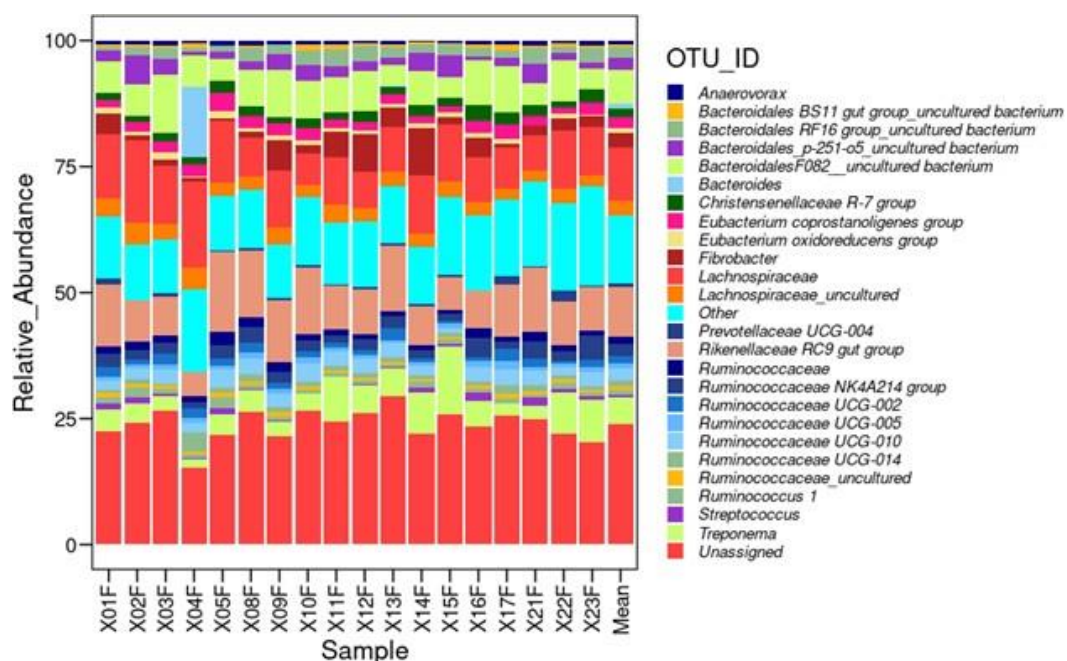 100
75
50
25
0
Relative_Abundance
X01F
X02F
X03F
X04F
X05F
X08F
X09F
X10F
X11F
X12F
X13F
X14F
X15F
X16F
X17F
X21F
X22F
X23F
Mean
Sample
OTU_ID
Anaerovorax
Bacteroidales BS11 gut group_uncultured bacterium
Bacteroidales RF16 group_uncultured bacterium
Bacteroidales_p-251-o5_uncultured bacterium
BacteroidalesF082__uncultured bacterium
Bacteroides
Christensenellaceae R-7 group
Eubacterium coprostanoligenes group
Eubacterium oxidoreducens group
Fibrobacter
Lachnospiraceae
Lachnospiraceae_uncultured
Other
Prevotellaceae UCG-004
Rikenellaceae RC9 gut group
Ruminococcaceae
Ruminococcaceae NK4A214 group
Ruminococcaceae UCG-002
Ruminococcaceae UCG-005
Ruminococcaceae UCG-010
Ruminococcaceae UCG-014
Ruminococcaceae_uncultured
Ruminococcus 1
Streptococcus
Treponema
Unassigned